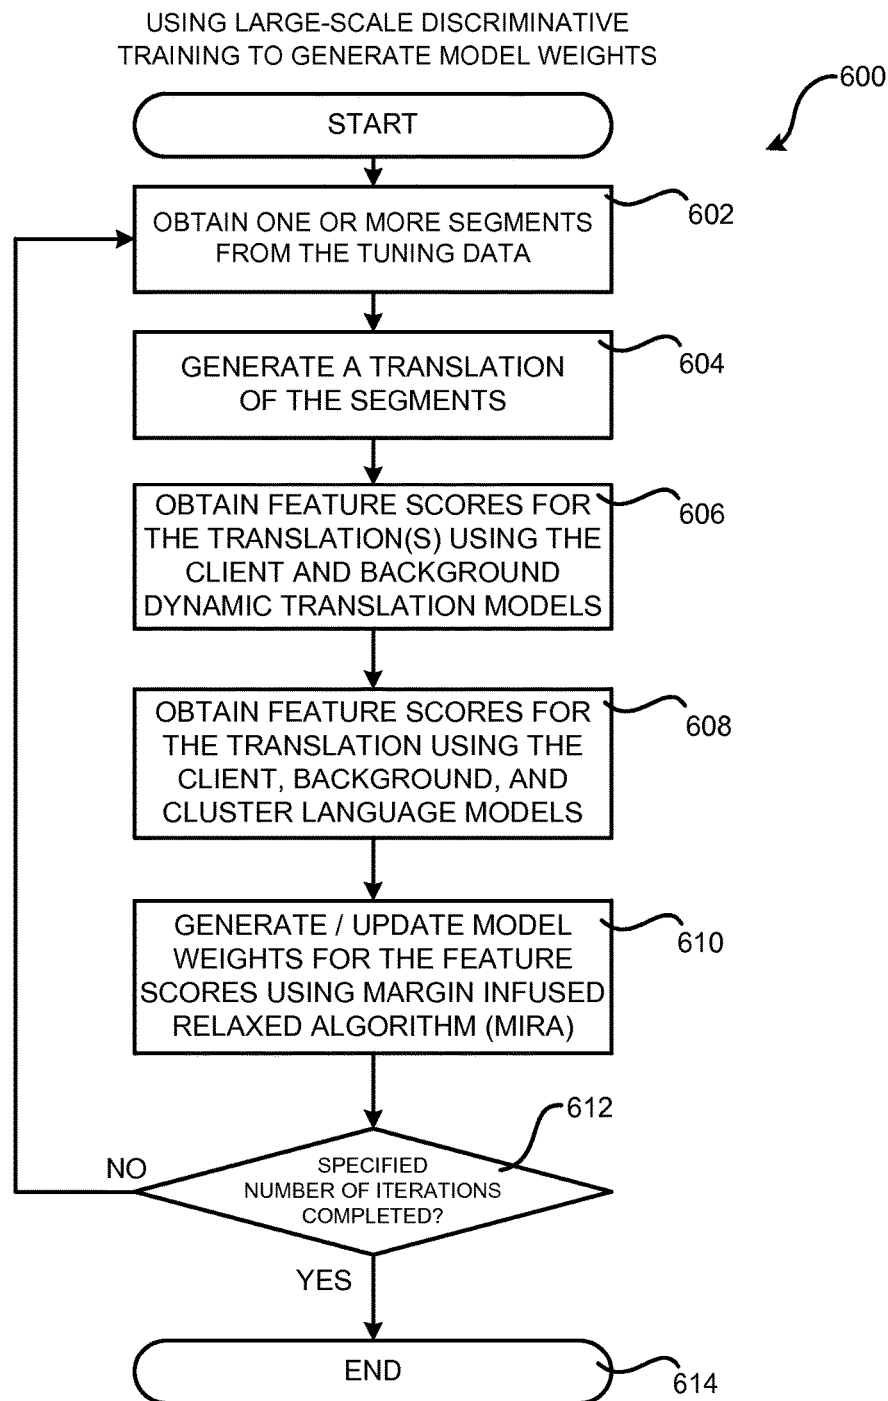 USING LARGE-SCALE DISCRIMINATIVE
TRAINING TO GENERATE MODEL WEIGHTS
600
START
OBTAIN ONE OR MORE SEGMENTS
FROM THE TUNING DATA
602
GENERATE A TRANSLATION
OF THE SEGMENTS
604
OBTAIN FEATURE SCORES FOR
THE TRANSLATION(S) USING THE
CLIENT AND BACKGROUND
DYNAMIC TRANSLATION MODELS
606
OBTAIN FEATURE SCORES FOR
THE TRANSLATION USING THE
CLIENT, BACKGROUND, AND
CLUSTER LANGUAGE MODELS
608
GENERATE / UPDATE MODEL
WEIGHTS FOR THE FEATURE
SCORES USING MARGIN INFUSED
RELAXED ALGORITHM (MIRA)
610
612
NO
SPECIFIED
NUMBER OF ITERATIONS
COMPLETED?
YES
END
614